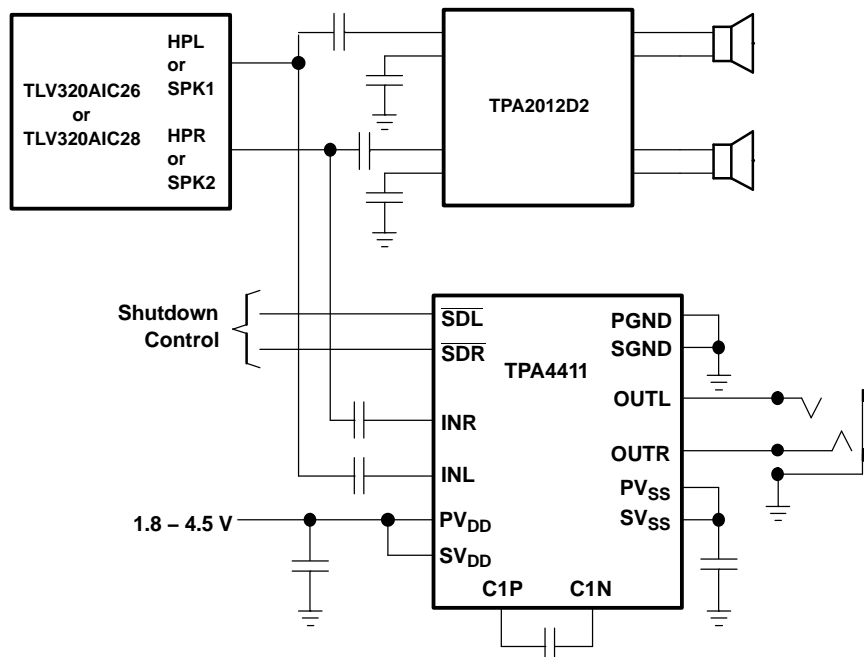 HPL
or
SPK1
TLV320AIC26
or
TLV320AIC28
HPR
or
SPK2
TPA2012D2
Shutdown
Control
SDL
SDR
INR
INL
1.8 – 4.5 V
PVDD
SVDD
C1P
C1N
TPA4411
PGND
SGND
OUTL
OUTR
PVSS
SVSS